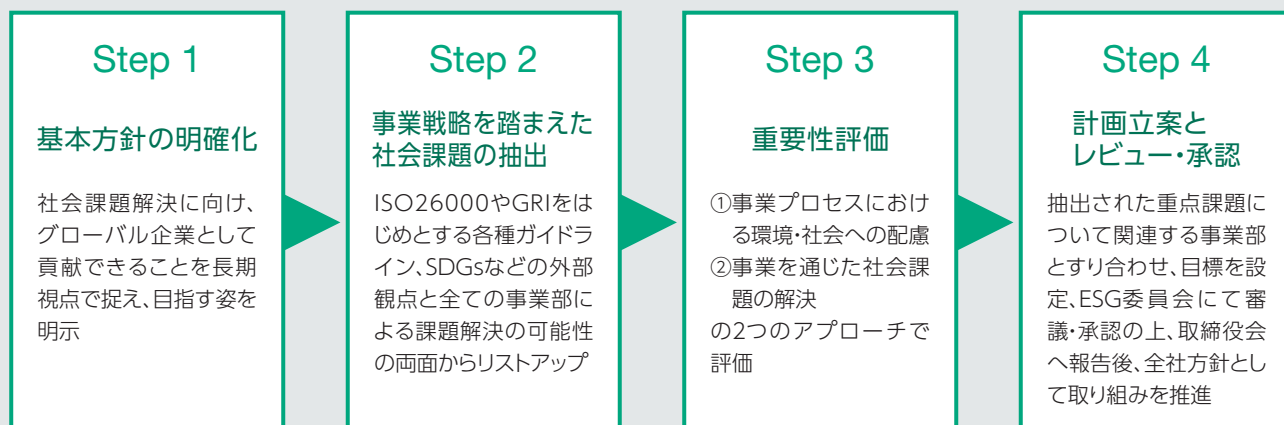 Step 1
基本方針の明確化
社会課題解決に向け、
グローバル企業として
貢献できることを長期
視点で捉え、目指す姿を
明示
Step 2
事業戦略を踏まえた
社会課題の抽出
ISO26000やGRIをは
じめとする各種ガイドラ
イン、SDGsなどの外部
観点と全ての事業部に
よる課題解決の可能性
の両面からリストアップ
Step 3
重要性評価
①事業プロセスにおけ
る環境・社会への配慮
②事業を通じた社会課
題の解決
の2つのアプローチで
評価
Step 4
計画立案と
レビュー・承認
抽出された重点課題に
ついて関連する事業部
とすり合わせ、目標を設
定、ESG委員会にて審
議・承認の上、取締役会
へ報告後、全社方針とし
て取り組みを推進